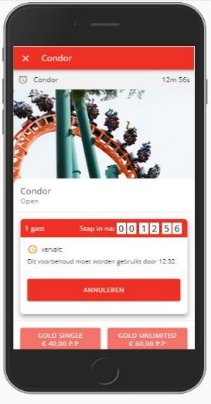 × Condor
Condor 12m 56s
Condor
Open
1 gast Stap in na: 0 0 1 2 5 6
vervalt:
Dit voorbehoud moet worden gebruikt door 12:32.
ANNULEREN
GOLD SINGLE GOLD UNLIMITED
€ 40,00 P.P € 60,00 P.P